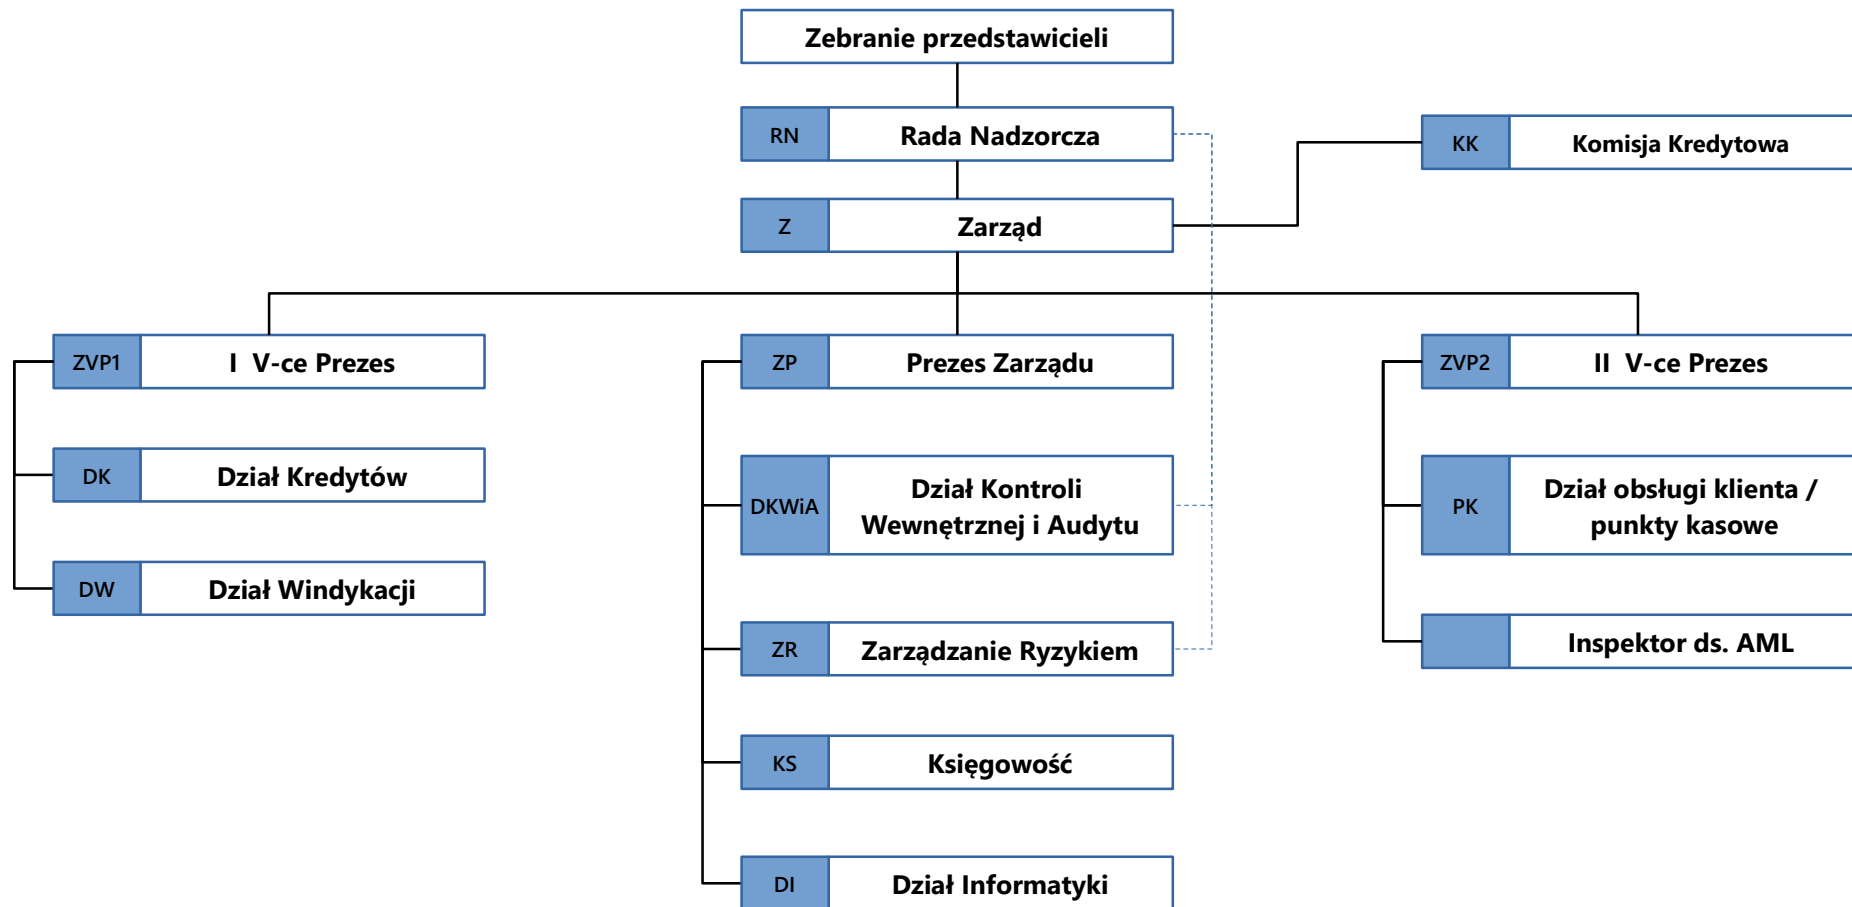 Zebranie przedstawicieli
RN Rada Nadzorcza
KK Komisja Kredytowa
Z Zarząd
ZVP1 I V-ce Prezes
ZP Prezes Zarządu
ZVP2 II V-ce Prezes
DK Dział Kredytów
DKWiA Dział Kontroli
Wewnętrznej i Audytu
PK Dział obsługi klienta /
punkty kasowe
DW Dział Windykacji
ZR Zarządzanie Ryzykiem
Inspektor ds. AML
KS Księgowość
DI Dział Informatyki